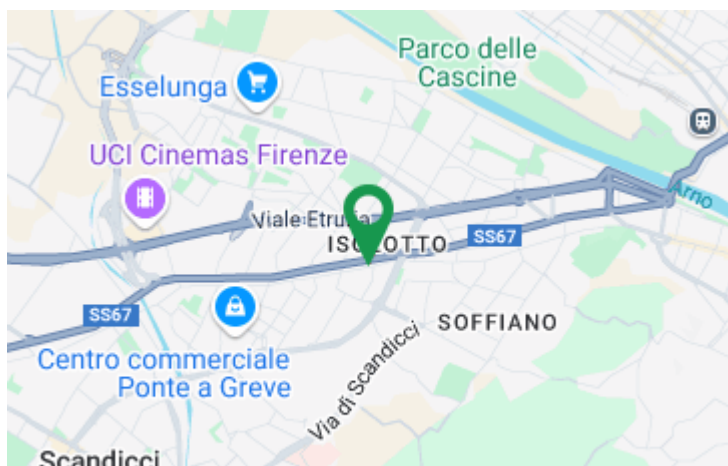 Parco delle
Cascine
Esselunga
UCI Cinemas Firenze
Arno
Viale Etruria
ISOLOTTO
SS67
SS67
SOFFIANO
Centro commerciale
Ponte a Greve
Via di Scandicci
Scandicci